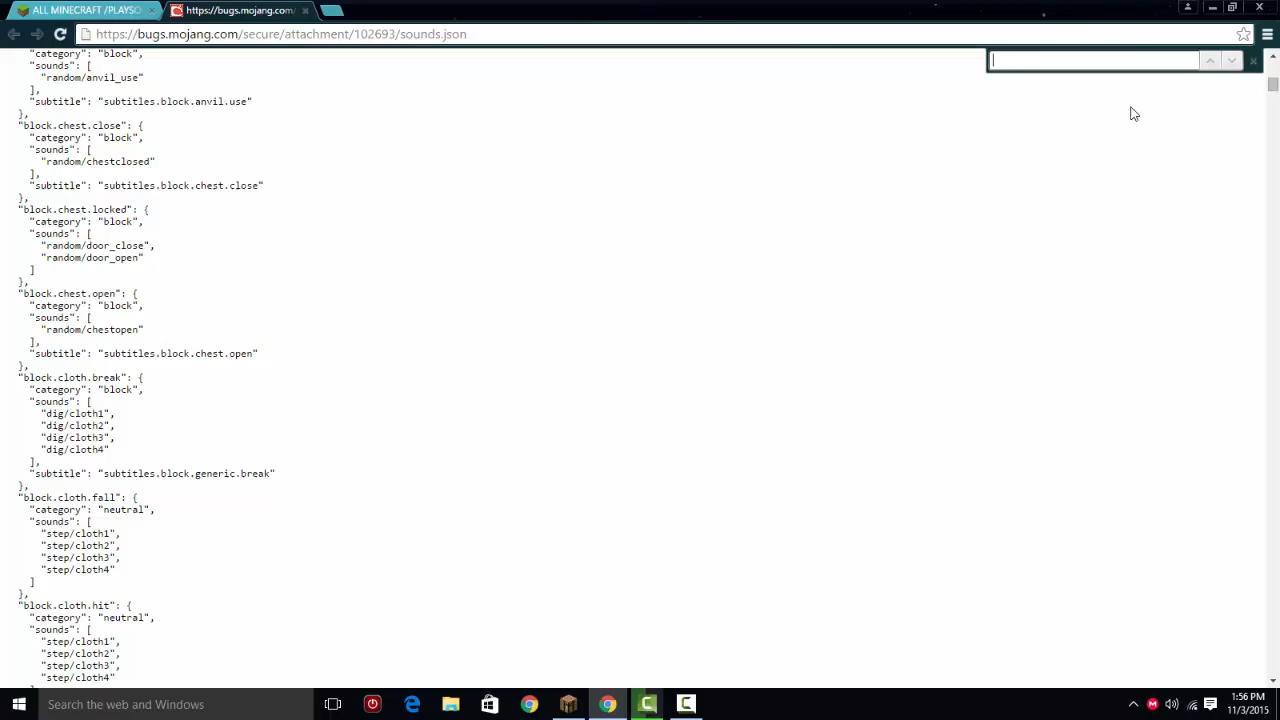 ALL MINECRAFT /PLAYSO
https://bugs.mojang.com/
https://bugs.mojang.com/secure/attachment/102693/sounds.json
"category": "block",
"sounds": [
"random/anvil_use"
],
"subtitle": "subtitles.block.anvil.use"
},
"block.chest.close": {
"category": "block",
"sounds": [
"random/chestclosed"
],
"subtitle": "subtitles.block.chest.close"
},
"block.chest.locked": {
"category": "block",
"sounds": [
"random/door_close",
"random/door_open"
]
},
"block.chest.open": {
"category": "block",
"sounds": [
"random/chestopen"
],
"subtitle": "subtitles.block.chest.open"
},
"block.cloth.break": {
"category": "block",
"sounds": [
"dig/cloth1",
"dig/cloth2",
"dig/cloth3",
"dig/cloth4"
],
"subtitle": "subtitles.block.generic.break"
},
"block.cloth.fall": {
"category": "neutral",
"sounds": [
"step/cloth1",
"step/cloth2",
"step/cloth3",
"step/cloth4"
]
},
"block.cloth.hit": {
"category": "neutral",
"sounds": [
"step/cloth1",
"step/cloth2",
"step/cloth3",
"step/cloth4"
Search the web and Windows
1:56 PM
11/3/2015